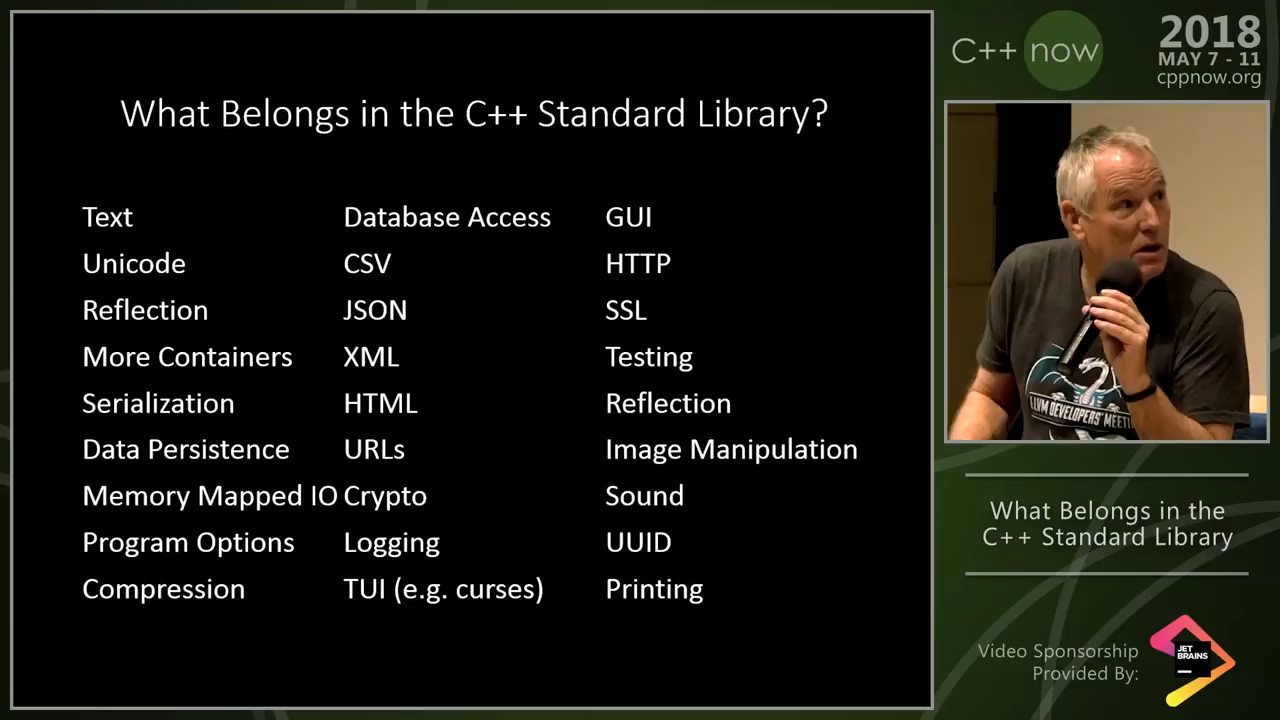 What Belongs in the C++ Standard Library?
Text
Unicode
Reflection
More Containers
Serialization
Data Persistence
Memory Mapped IO
Program Options
Compression
Database Access
CSV
JSON
XML
HTML
URLs
Crypto
Logging
TUI (e.g. curses)
GUI
HTTP
SSL
Testing
Reflection
Image Manipulation
Sound
UUID
Printing
C++ now
2018
MAY 7 - 11
cppnow.org
LLVM DEVELOPERS' MEETI
What Belongs in the
C++ Standard Library
Video Sponsorship
Provided By:
JET
BRAINS